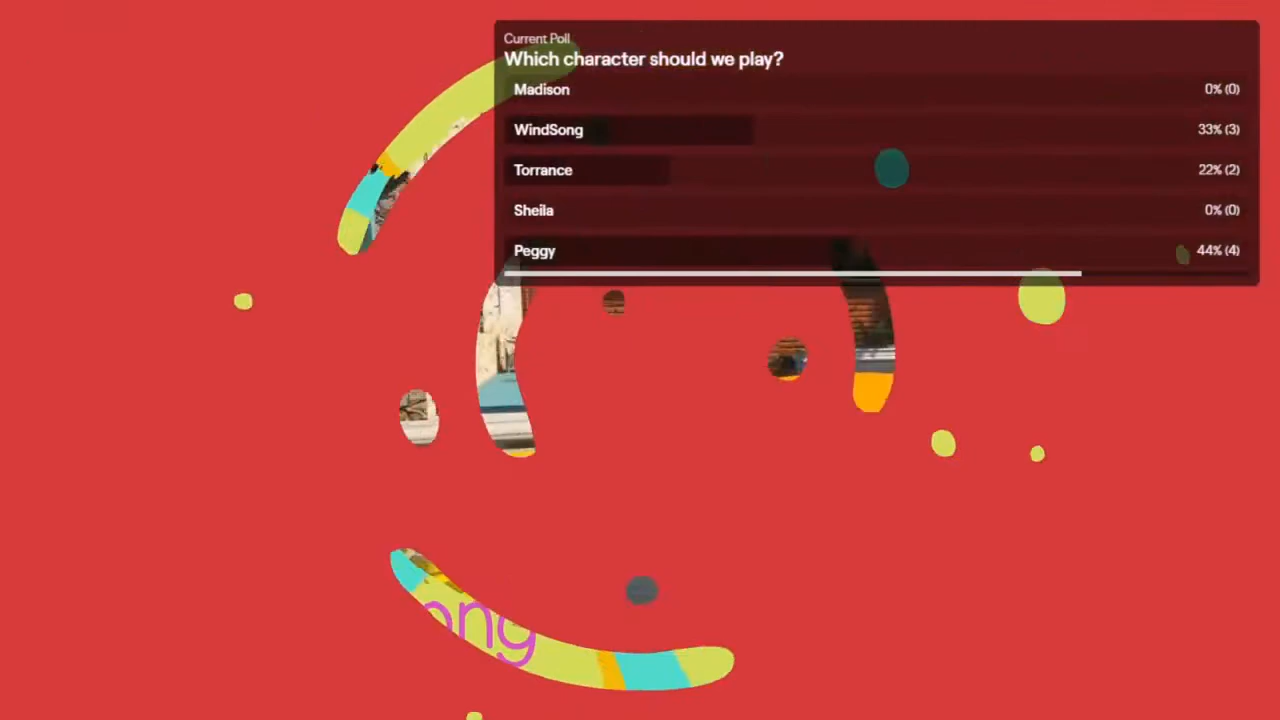 Current Poll
Which character should we play?
Madison 0% (0)
WindSong 33% (3)
Torrance 22% (2)
Sheila 0% (0)
Peggy 44% (4)
ong